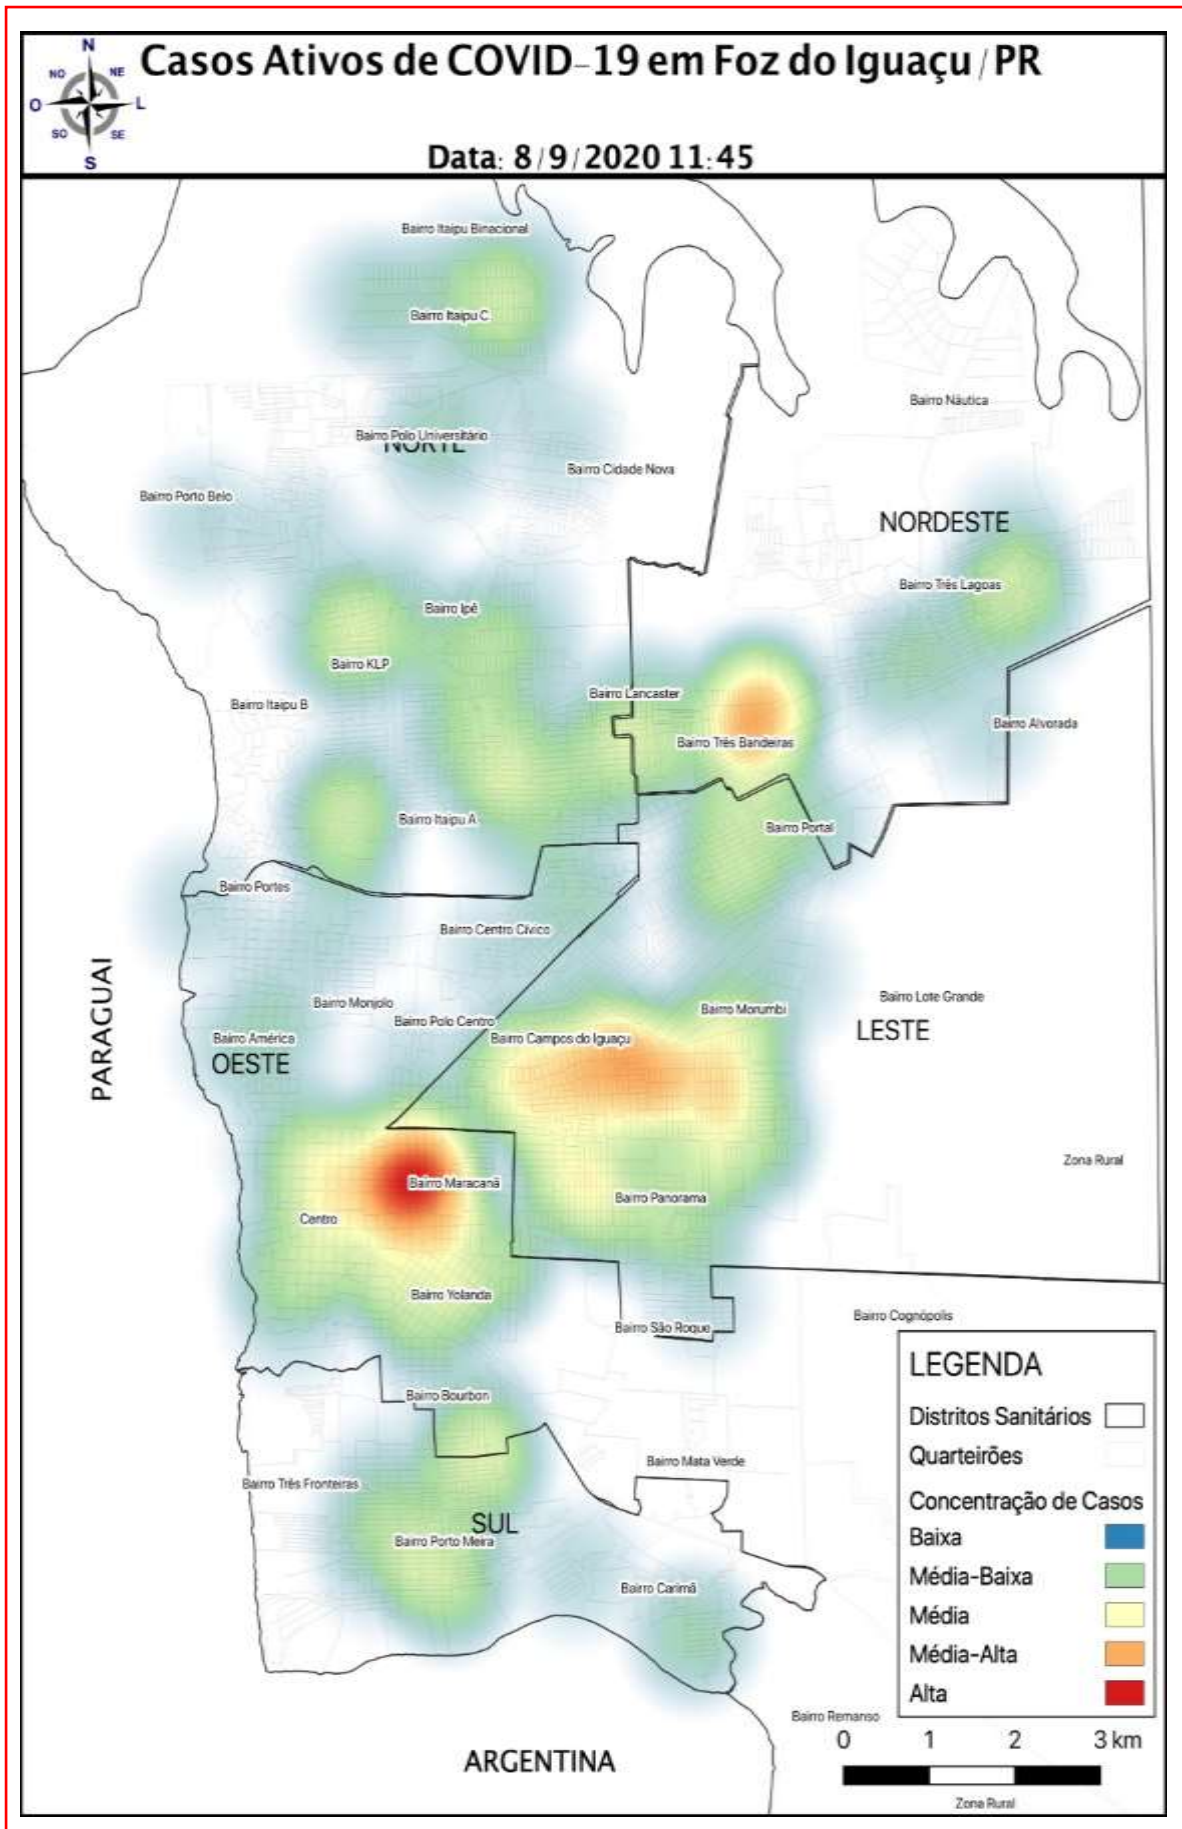 N
NO
NE
O
L
SO
SE
S
Casos Ativos de COVID-19 em Foz do Iguaçu/PR
Data: 8/9/2020 11:45
Bairro Itaipu Binacional
Bairro Itaipu C
Bairro Náutica
Bairro Polo Universitário
NORTE
Bairro Cidade Nova
Bairro Porto Belo
NORDESTE
Bairro Três Lagoas
Bairro Ipê
Bairro KLP
Bairro Lancaster
Bairro Itaipu B
Bairro Alvorada
Bairro Três Bandeiras
Bairro Itaipu A
Bairro Portal
Bairro Portes
Bairro Centro Cívico
PARAGUAI
Bairro Monjolo
Bairro Lote Grande
Bairro Morumbi
Bairro Polo Centro
LESTE
Bairro América
Bairro Campos do Iguaçu
OESTE
Zona Rural
Bairro Maracanã
Bairro Panorama
Centro
Bairro Yolanda
Bairro Cognópolis
Bairro São Roque
Bairro Bourbon
Bairro Mata Verde
Bairro Três Fronteiras
SUL
Bairro Porto Meira
Bairro Carimã
LEGENDA
Distritos Sanitários
Quarteirões
Concentração de Casos
Baixa
Média-Baixa
Média
Média-Alta
Alta
Bairro Remanso
0 1 2 3 km
ARGENTINA
Zona Rural